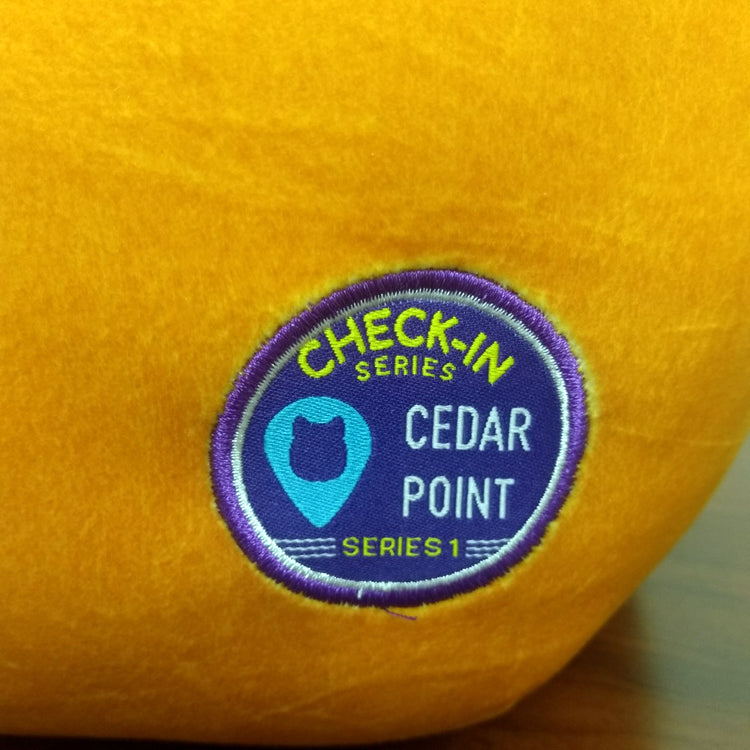 CHECK-IN
SERIES
CEDAR
POINT
SERIES 1